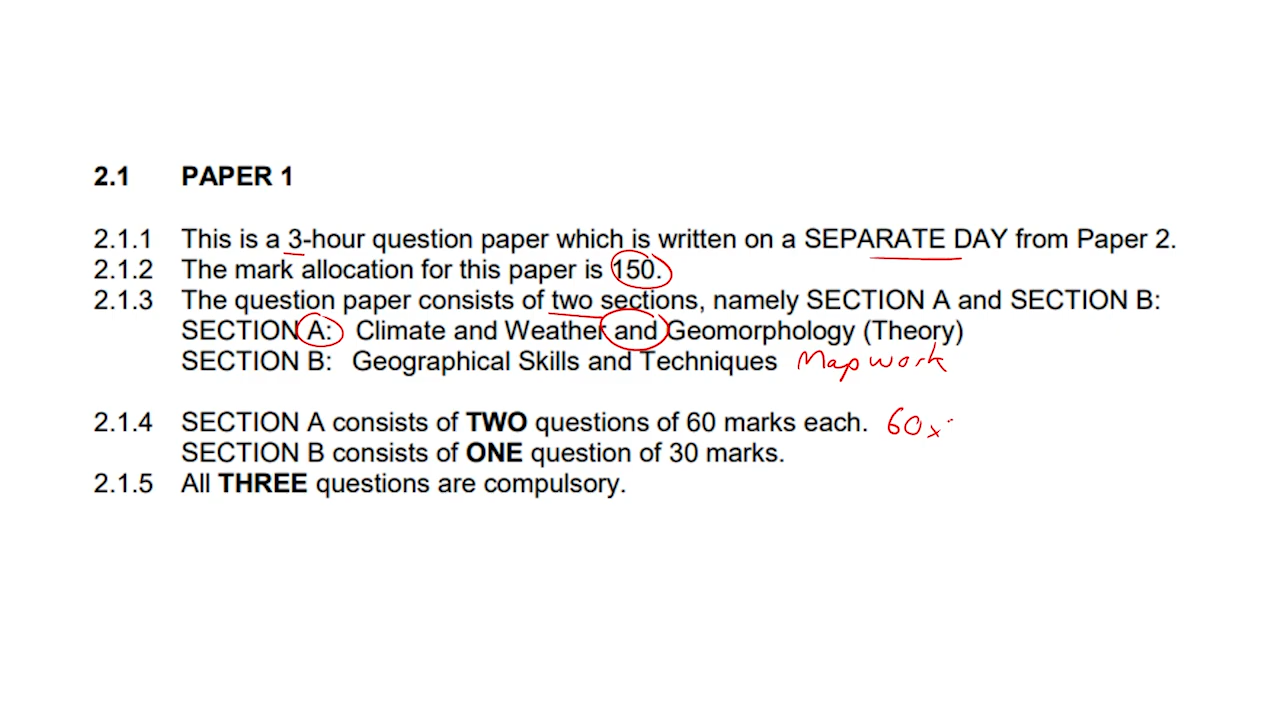 2.1 PAPER 1
2.1.1 This is a 3-hour question paper which is written on a SEPARATE DAY from Paper 2.
2.1.2 The mark allocation for this paper is 150.
2.1.3 The question paper consists of two sections, namely SECTION A and SECTION B:
SECTION A: Climate and Weather and Geomorphology (Theory)
SECTION B: Geographical Skills and Techniques Mapwork
2.1.4 SECTION A consists of TWO questions of 60 marks each. 60x
SECTION B consists of ONE question of 30 marks.
2.1.5 All THREE questions are compulsory.